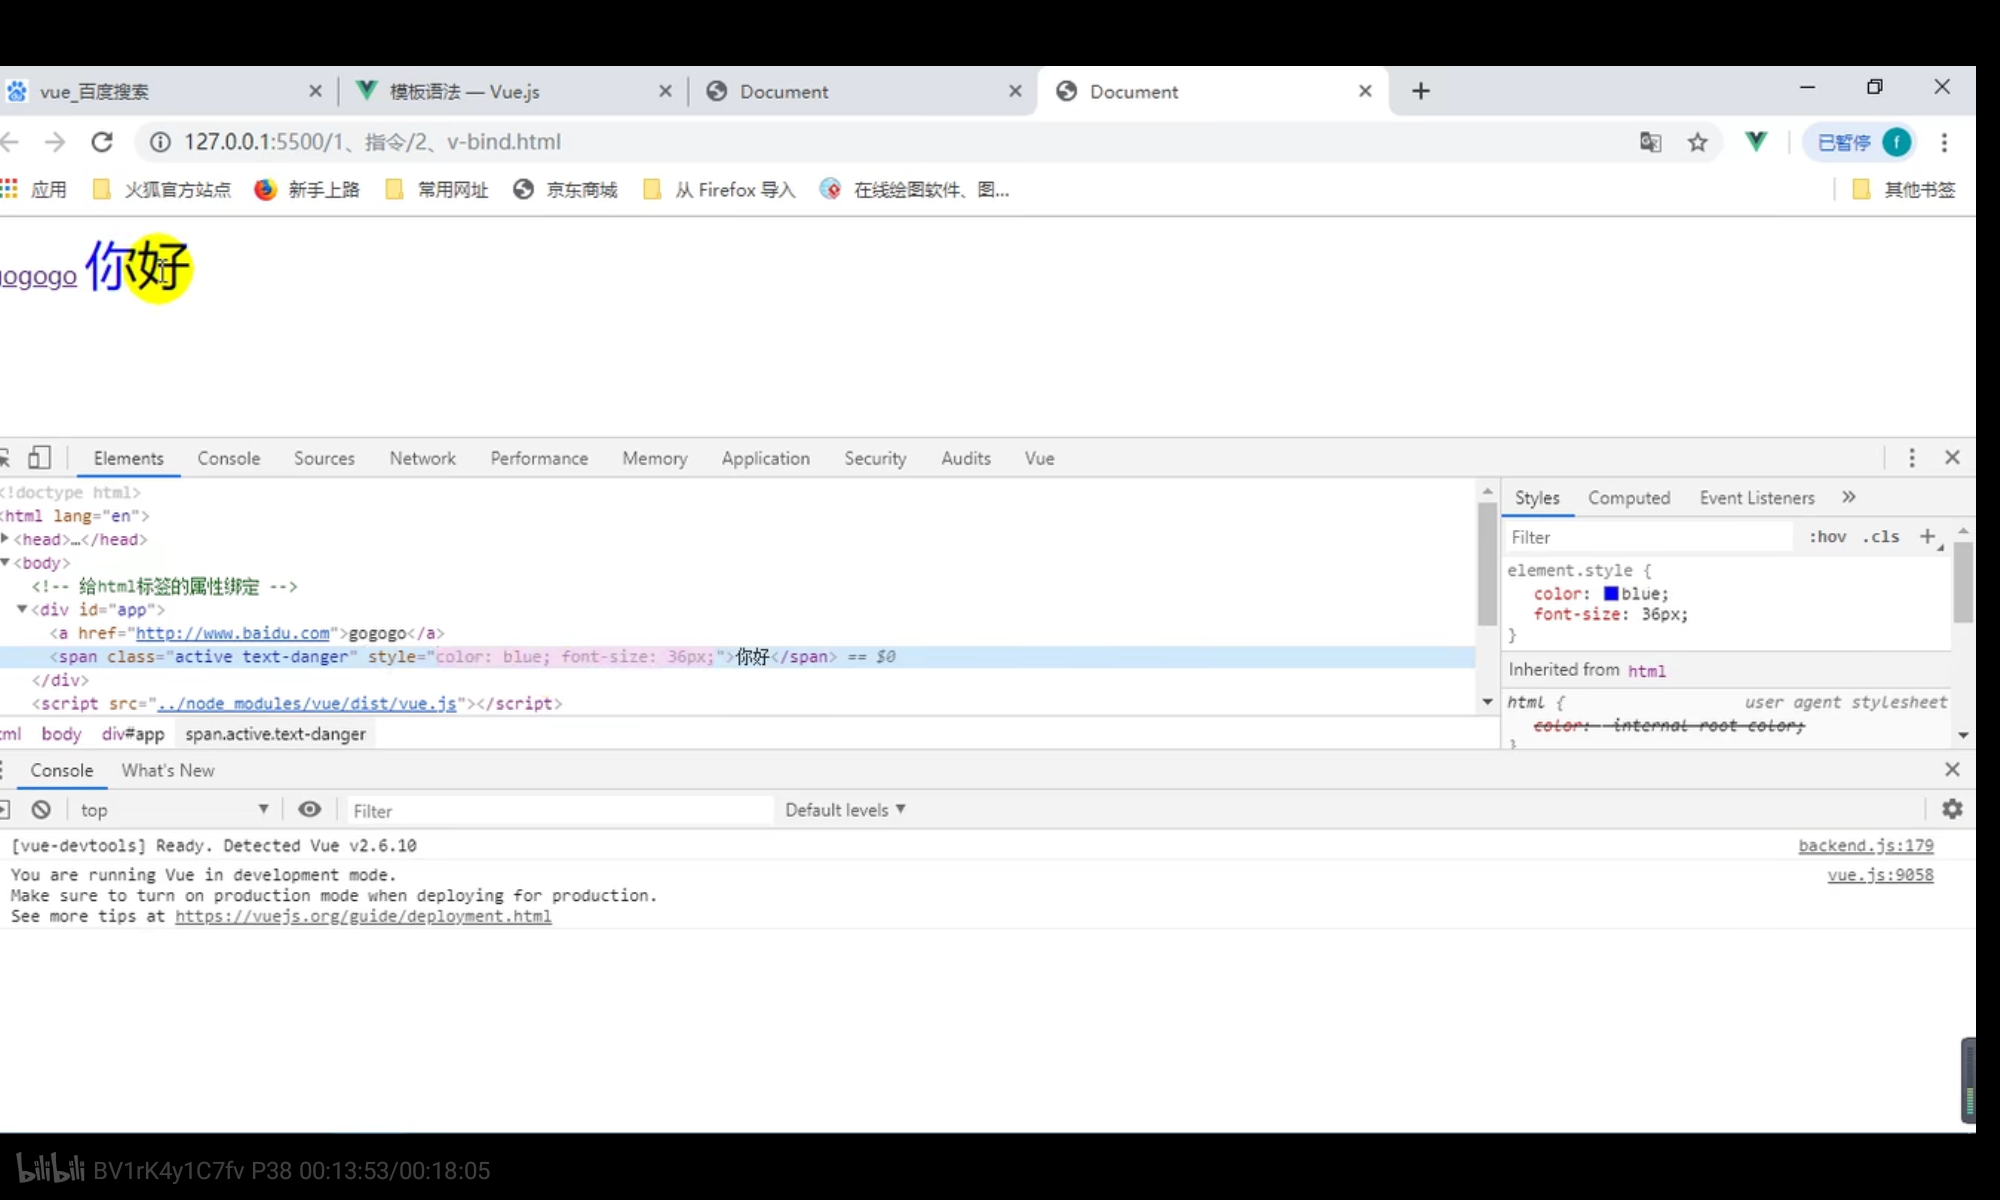 vue_百度搜索
模板语法 — Vue.js
Document
Document
127.0.0.1:5500/1、指令/2、v-bind.html
已暂停
f
应用
火狐官方站点
新手上路
常用网址
京东商城
从 Firefox 导入
在线绘图软件、图...
其他书签
gogogo 你好
Elements Console Sources Network Performance Memory Application Security Audits Vue
<!doctype html>
<html lang="en">
<head>…</head>
<body>
<!-- 给html标签的属性绑定 -->
<div id="app">
<a href="http://www.baidu.com">gogogo</a>
<span class="active text-danger" style="color: blue; font-size: 36px;">你好</span> == $0
</div>
<script src="../node_modules/vue/dist/vue.js"></script>
body div#app span.active.text-danger
Styles Computed Event Listeners »
Filter :hov .cls +
element.style {
color: blue;
font-size: 36px;
}
Inherited from html
html { user agent stylesheet
color: -internal-root-color;
}
Console What's New
top Filter Default levels ▼
[vue-devtools] Ready. Detected Vue v2.6.10 backend.js:179
You are running Vue in development mode. vue.js:9058
Make sure to turn on production mode when deploying for production.
See more tips at https://vuejs.org/guide/deployment.html
bilibili BV1rK4y1C7fv P38 00:13:53/00:18:05